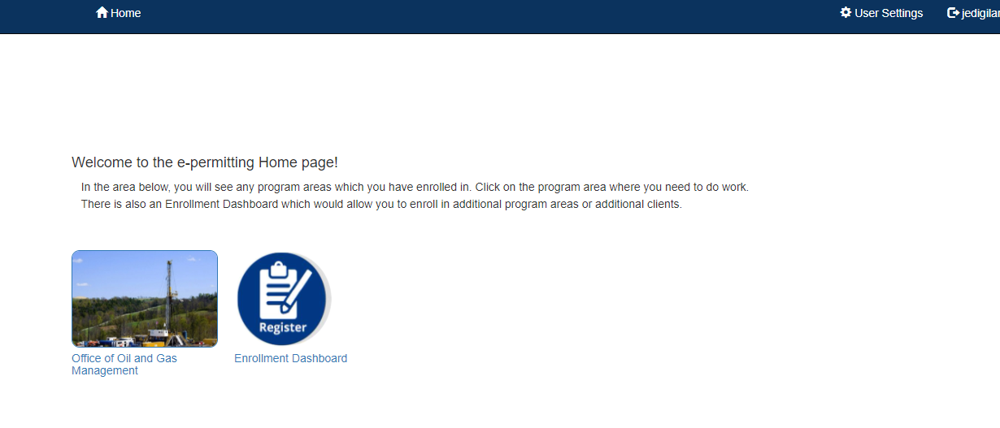 Home
User Settings
jedigilar
Welcome to the e-permitting Home page!
In the area below, you will see any program areas which you have enrolled in. Click on the program area where you need to do work.
There is also an Enrollment Dashboard which would allow you to enroll in additional program areas or additional clients.
Register
Office of Oil and Gas
Management
Enrollment Dashboard